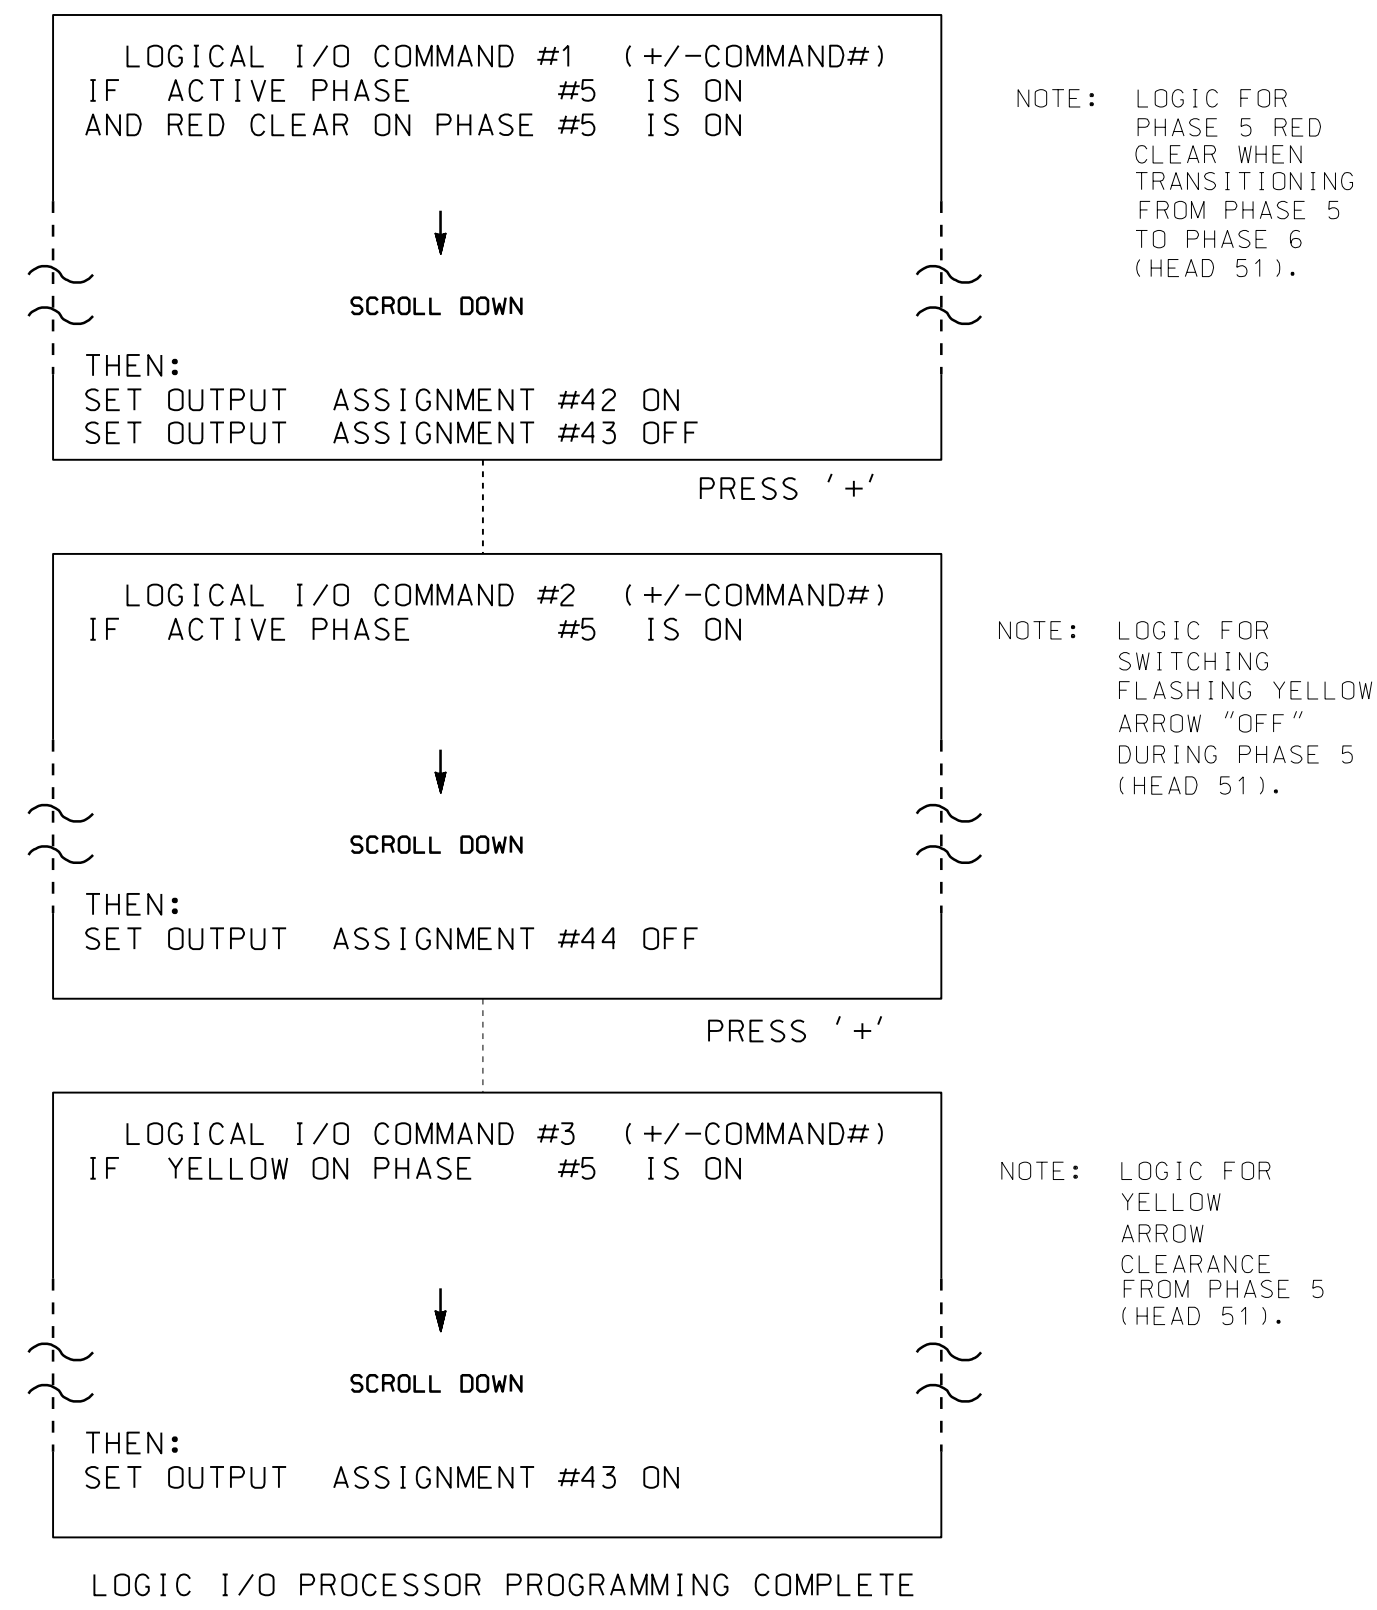 LOGICAL I/O COMMAND #1 (+/-COMMAND#)
IF ACTIVE PHASE #5 IS ON
AND RED CLEAR ON PHASE #5 IS ON
SCROLL DOWN
THEN:
SET OUTPUT ASSIGNMENT #42 ON
SET OUTPUT ASSIGNMENT #43 OFF
NOTE: LOGIC FOR
PHASE 5 RED
CLEAR WHEN
TRANSITIONING
FROM PHASE 5
TO PHASE 6
(HEAD 51).
PRESS '+'
LOGICAL I/O COMMAND #2 (+/-COMMAND#)
IF ACTIVE PHASE #5 IS ON
SCROLL DOWN
THEN:
SET OUTPUT ASSIGNMENT #44 OFF
NOTE: LOGIC FOR
SWITCHING
FLASHING YELLOW
ARROW "OFF"
DURING PHASE 5
(HEAD 51).
PRESS '+'
LOGICAL I/O COMMAND #3 (+/-COMMAND#)
IF YELLOW ON PHASE #5 IS ON
SCROLL DOWN
THEN:
SET OUTPUT ASSIGNMENT #43 ON
NOTE: LOGIC FOR
YELLOW
ARROW
CLEARANCE
FROM PHASE 5
(HEAD 51).
LOGIC I/O PROCESSOR PROGRAMMING COMPLETE